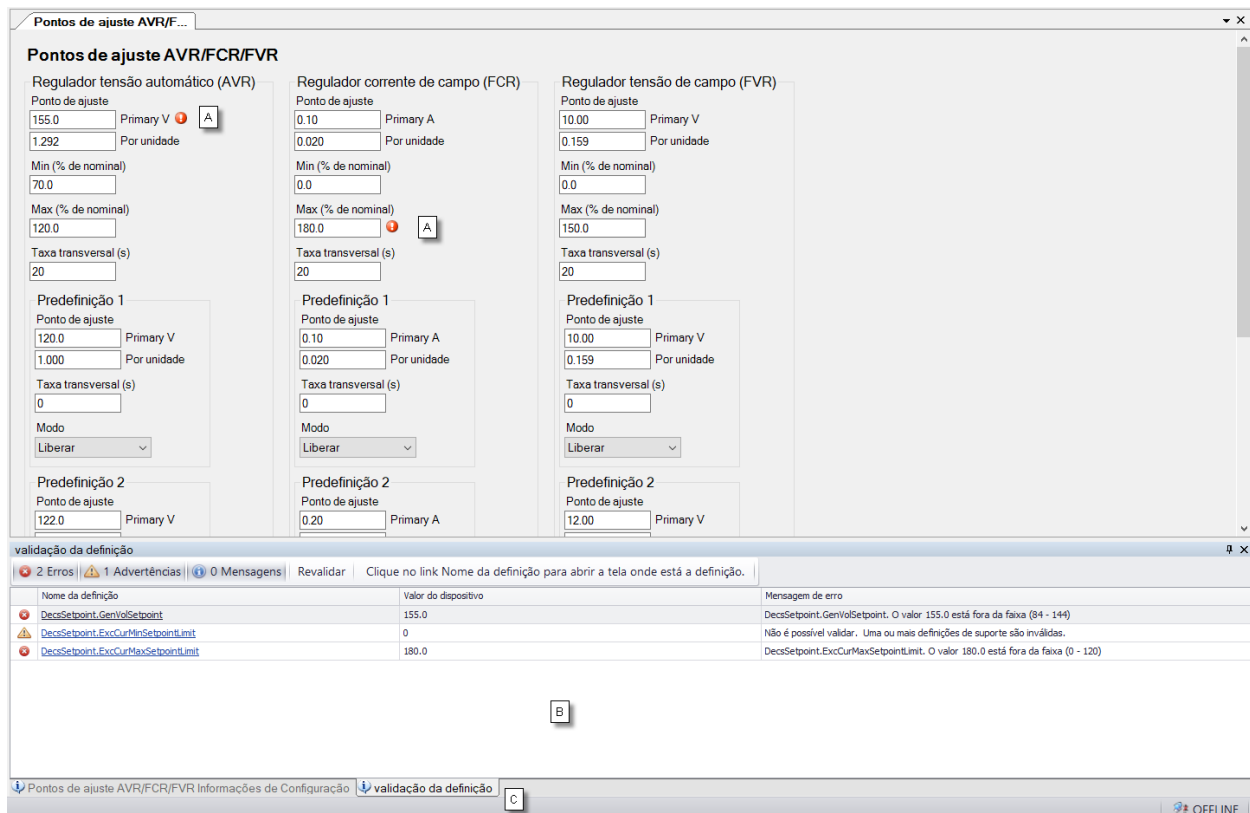 Pontos de ajuste AVR/F...
Pontos de ajuste AVR/FCR/FVR
Regulador tensão automático (AVR)
Ponto de ajuste
155.0 Primary V A
1.292 Por unidade
Min (% de nominal)
70.0
Max (% de nominal)
120.0
Taxa transversal (s)
20
Predefinição 1
Ponto de ajuste
120.0 Primary V
1.000 Por unidade
Taxa transversal (s)
0
Modo
Liberar
Predefinição 2
Ponto de ajuste
122.0 Primary V
Regulador corrente de campo (FCR)
Ponto de ajuste
0.10 Primary A
0.020 Por unidade
Min (% de nominal)
0.0
Max (% de nominal)
180.0 A
Taxa transversal (s)
20
Predefinição 1
Ponto de ajuste
0.10 Primary A
0.020 Por unidade
Taxa transversal (s)
0
Modo
Liberar
Predefinição 2
Ponto de ajuste
0.20 Primary A
Regulador tensão de campo (FVR)
Ponto de ajuste
10.00 Primary V
0.159 Por unidade
Min (% de nominal)
0.0
Max (% de nominal)
150.0
Taxa transversal (s)
20
Predefinição 1
Ponto de ajuste
10.00 Primary V
0.159 Por unidade
Taxa transversal (s)
0
Modo
Liberar
Predefinição 2
Ponto de ajuste
12.00 Primary V
validação da definição
2 Erros 1 Advertências 0 Mensagens Revalidar Clique no link Nome da definição para abrir a tela onde está a definição.
Nome da definição Valor do dispositivo Mensagem de erro
DecsSetpoint.GenVolSetpoint 155.0 DecsSetpoint.GenVolSetpoint. O valor 155.0 está fora da faixa (84 - 144)
DecsSetpoint.ExcCurMinSetpointLimit 0 Não é possível validar. Uma ou mais definições de suporte são inválidas.
DecsSetpoint.ExcCurMaxSetpointLimit 180.0 DecsSetpoint.ExcCurMaxSetpointLimit. O valor 180.0 está fora da faixa (0 - 120)
B
Pontos de ajuste AVR/FCR/FVR Informações de Configuração validação da definição
C
OFFLINE